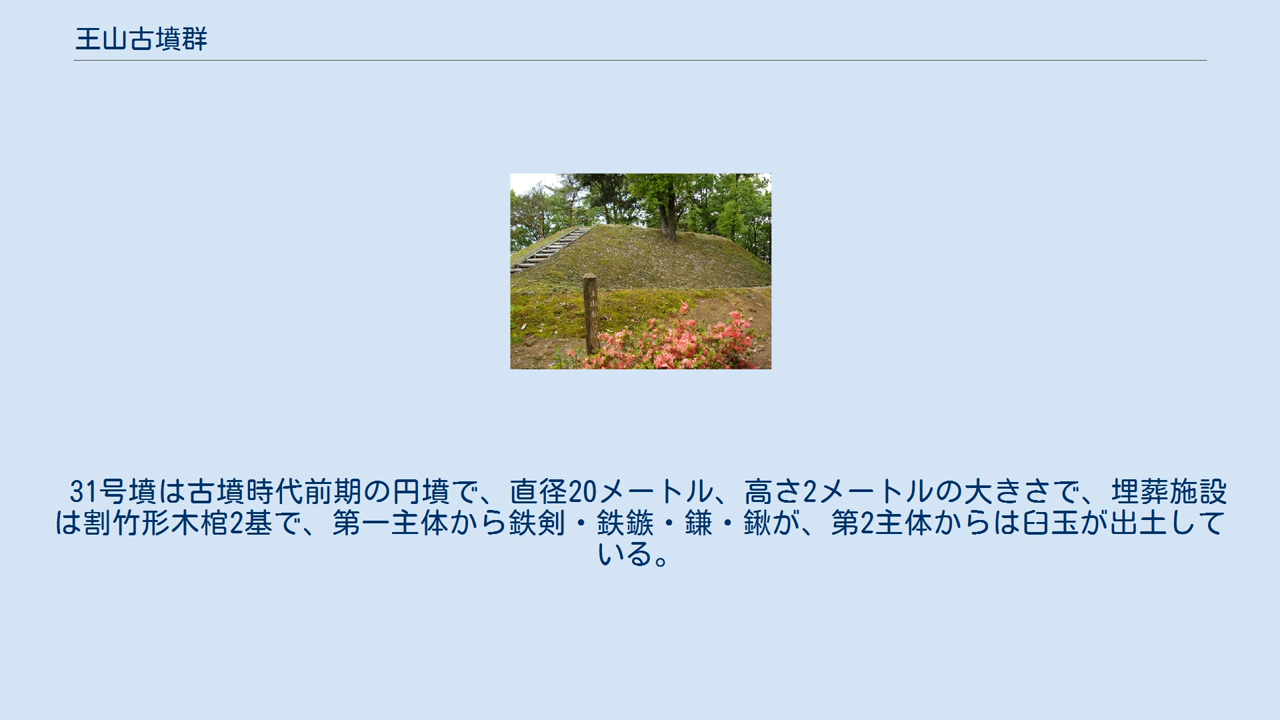 王山古墳群
31号墳は古墳時代前期の円墳で、直径20メートル、高さ2メートルの大きさで、埋葬施設
は割竹形木棺2基で、第一主体から鉄剣・鉄鏃・鎌・鍬が、第2主体からは臼玉が出土して
いる。